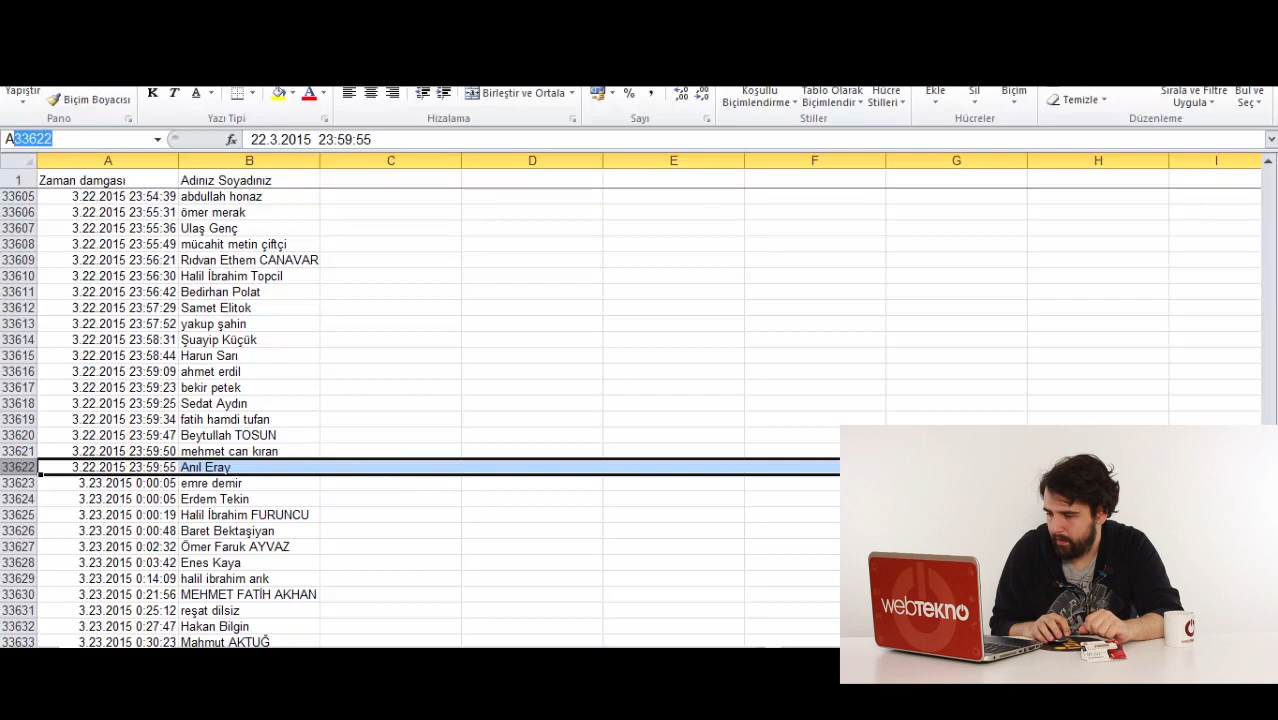 Yapıştır
Biçim Boyacısı
K T A
A
Birleştir ve Ortala
%
Koşullu Biçimlendirme
Tablo Olarak Biçimlendir
Hücre Stilleri
Ekle
Sil
Biçim
Temizle
Sırala ve Filtre Uygula
Bul ve Seç
Pano
Yazı Tipi
Hizalama
Sayı
Stiller
Hücreler
Düzenleme
A33622
fx 22.3.2015 23:59:55
A B C D E F G H I
1 Zaman damgası Adınız Soyadınız
33605 3.22.2015 23:54:39 abdullah honaz
33606 3.22.2015 23:55:31 ömer merak
33607 3.22.2015 23:55:36 Ulaş Genç
33608 3.22.2015 23:55:49 mücahit metin çiftçi
33609 3.22.2015 23:56:21 Rıdvan Ethem CANAVAR
33610 3.22.2015 23:56:30 Halil İbrahim Topcil
33611 3.22.2015 23:56:42 Bedirhan Polat
33612 3.22.2015 23:57:29 Samet Elitok
33613 3.22.2015 23:57:52 yakup şahin
33614 3.22.2015 23:58:31 Şuayip Küçük
33615 3.22.2015 23:58:44 Harun Sarı
33616 3.22.2015 23:59:09 ahmet erdil
33617 3.22.2015 23:59:23 bekir petek
33618 3.22.2015 23:59:25 Sedat Aydın
33619 3.22.2015 23:59:34 fatih hamdi tufan
33620 3.22.2015 23:59:47 Beytullah TOSUN
33621 3.22.2015 23:59:50 mehmet can kıran
33622 3.22.2015 23:59:55 Anıl Eray
33623 3.23.2015 0:00:05 emre demir
33624 3.23.2015 0:00:05 Erdem Tekin
33625 3.23.2015 0:00:19 Halil İbrahim FURUNCU
33626 3.23.2015 0:00:48 Baret Bektaşiyan
33627 3.23.2015 0:02:32 Ömer Faruk AYVAZ
33628 3.23.2015 0:03:42 Enes Kaya
33629 3.23.2015 0:14:09 halil ibrahim arık
33630 3.23.2015 0:21:56 MEHMET FATİH AKHAN
33631 3.23.2015 0:25:12 reşat dilsiz
33632 3.23.2015 0:27:47 Hakan Bilgin
33633 3.23.2015 0:30:23 Mahmut AKTUĞ
webTEKNO